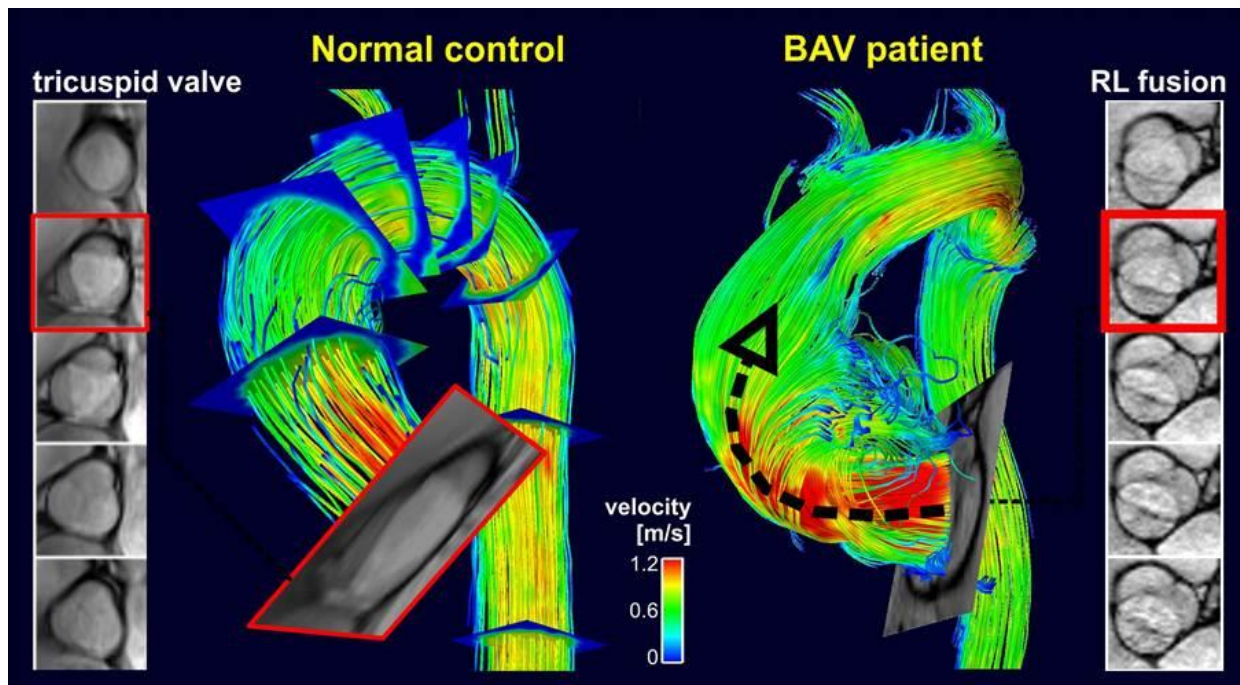 Normal control
BAV patient
tricuspid valve
RL fusion
velocity
[m/s]
1.2
0.6
0